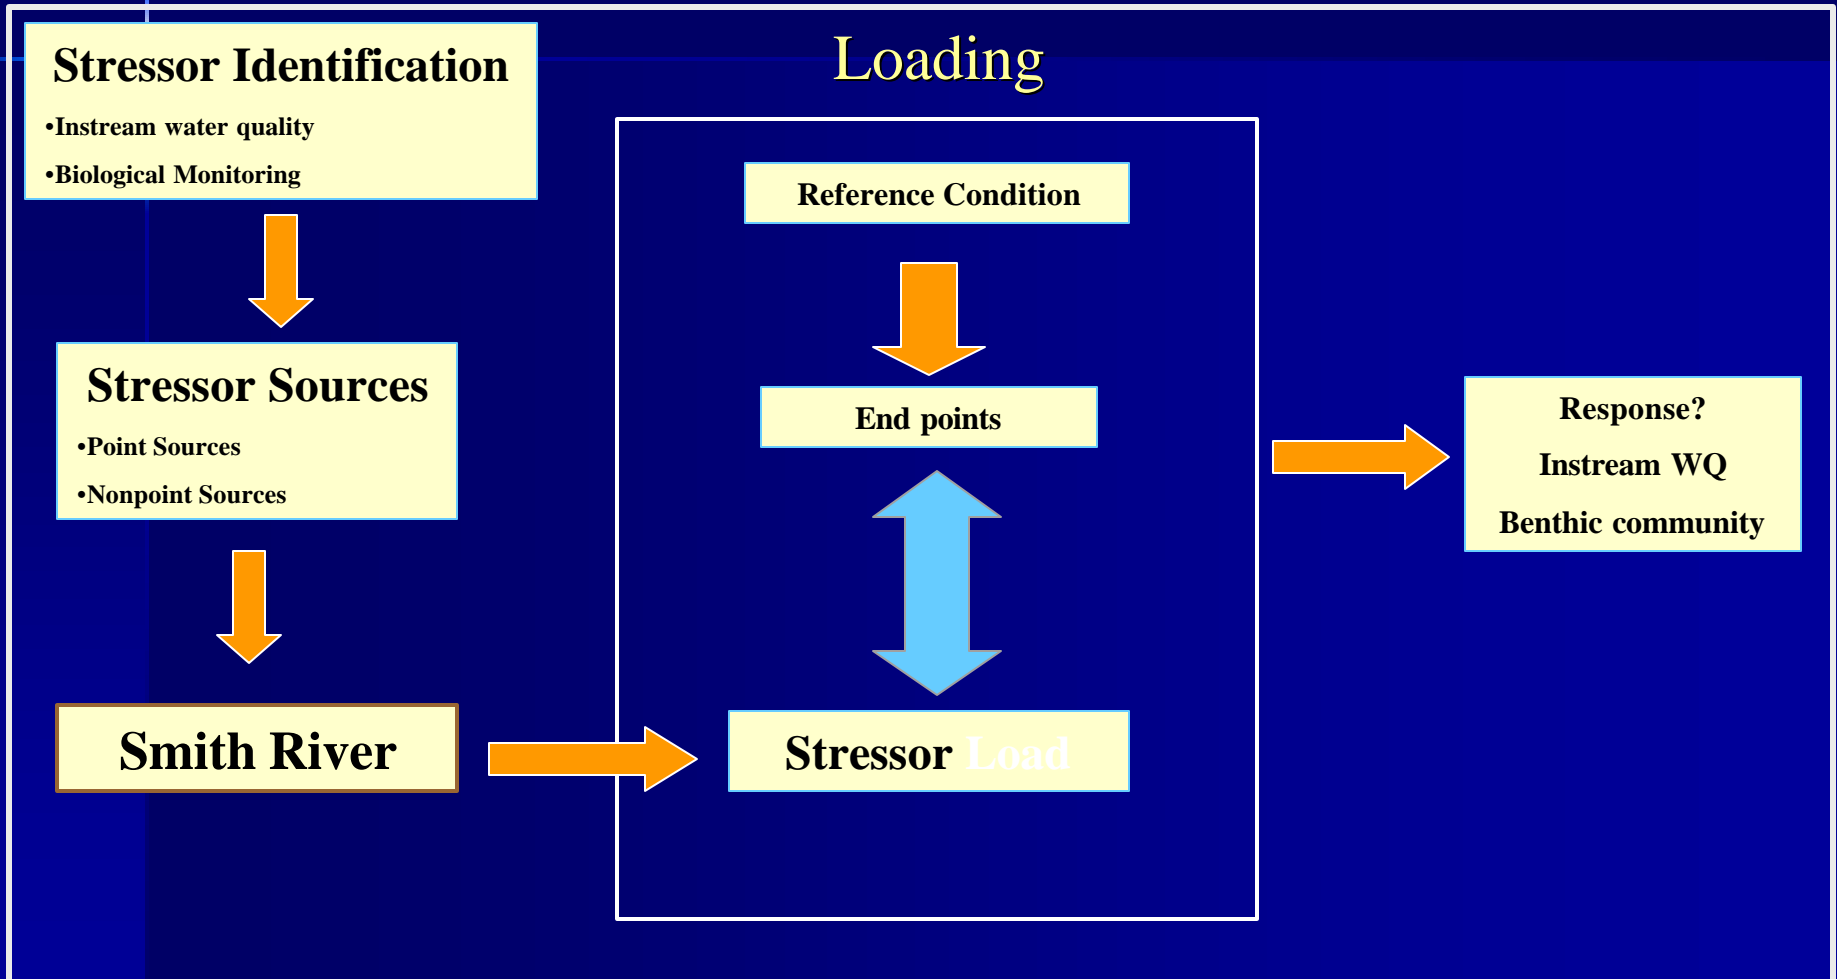 Stressor Identification
•Instream water quality
•Biological Monitoring
Stressor Sources
•Point Sources
•Nonpoint Sources
Smith River
Loading
Reference Condition
End points
Stressor Load
Response?
Instream WQ
Benthic community